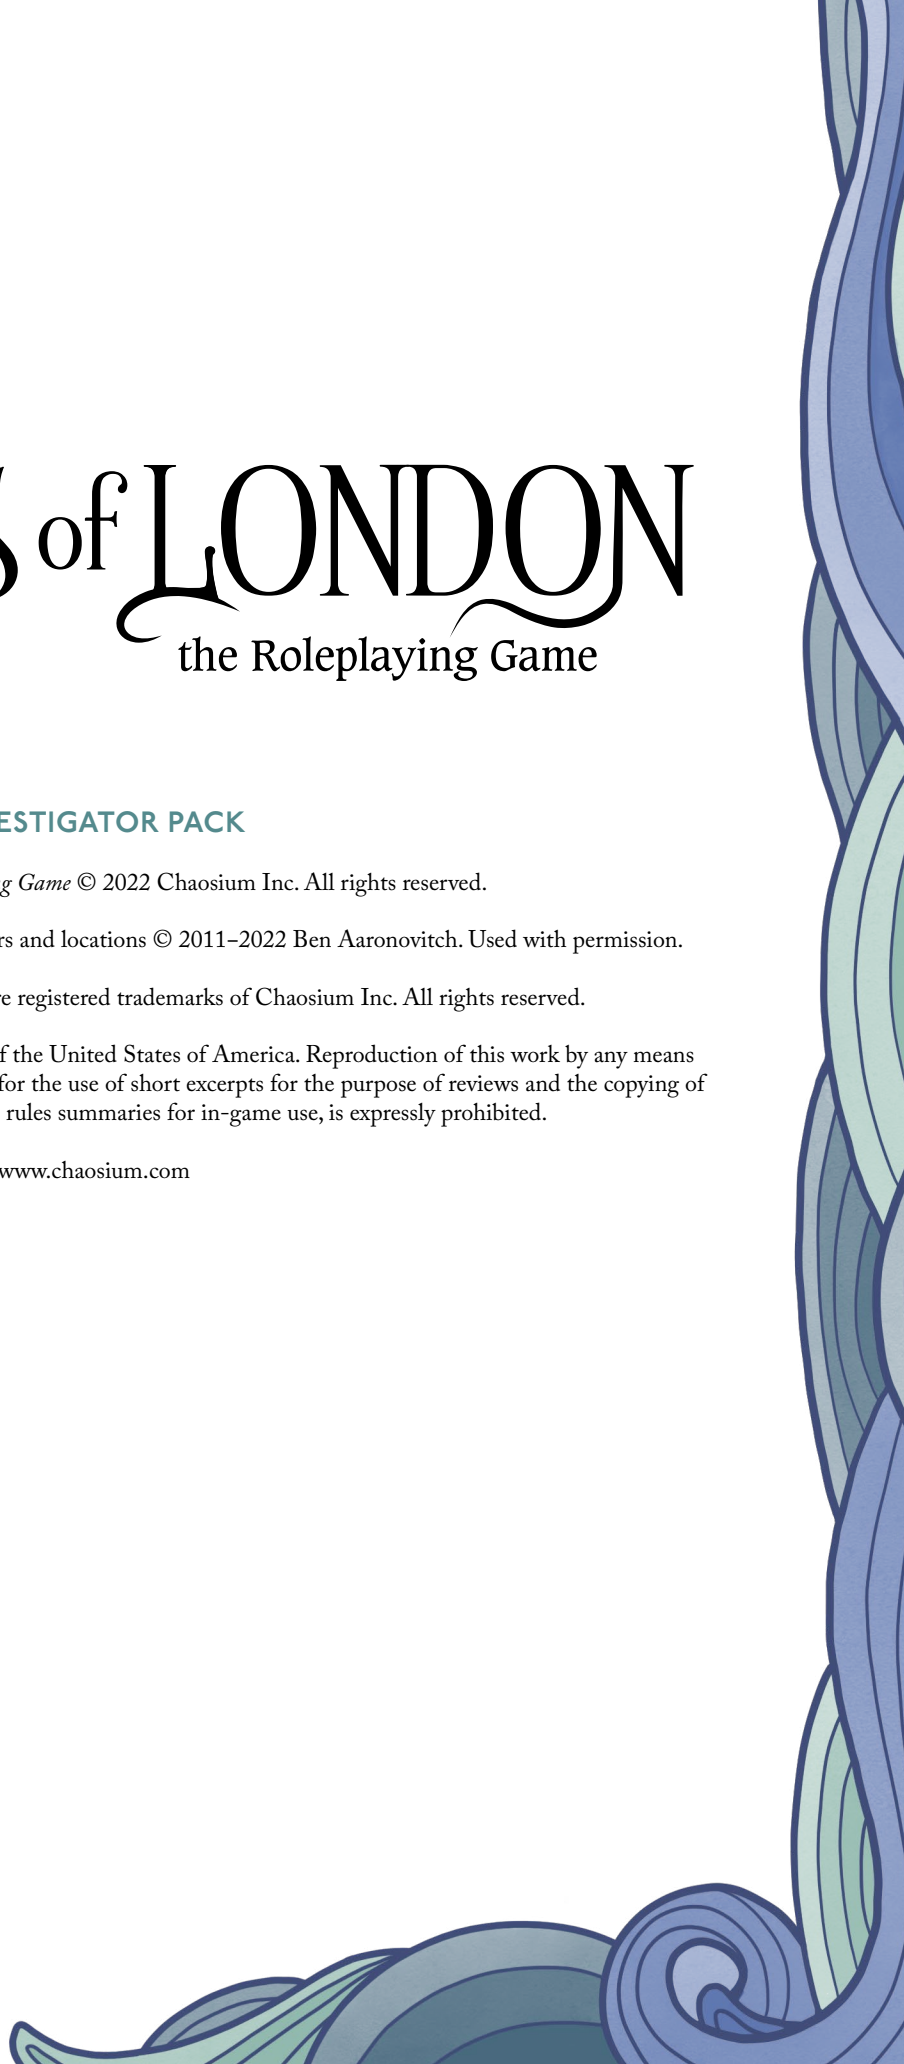 of LONDON
the Roleplaying Game
ESTIGATOR PACK
g Game © 2022 Chaosium Inc. All rights reserved.
rs and locations © 2011–2022 Ben Aaronovitch. Used with permission.
e registered trademarks of Chaosium Inc. All rights reserved.
f the United States of America. Reproduction of this work by any means
for the use of short excerpts for the purpose of reviews and the copying of
rules summaries for in-game use, is expressly prohibited.
www.chaosium.com